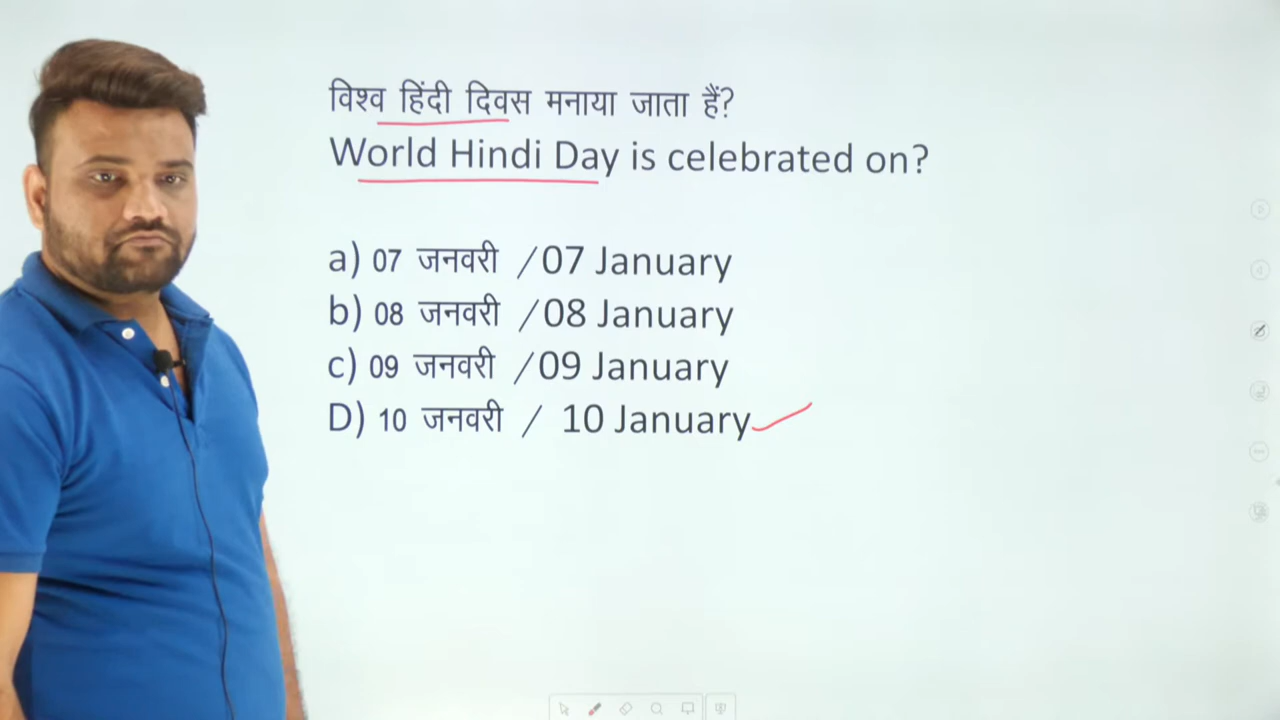 विश्व हिंदी दिवस मनाया जाता हैं?
World Hindi Day is celebrated on?
a) 07 जनवरी / 07 January
b) 08 जनवरी / 08 January
c) 09 जनवरी / 09 January
D) 10 जनवरी / 10 January